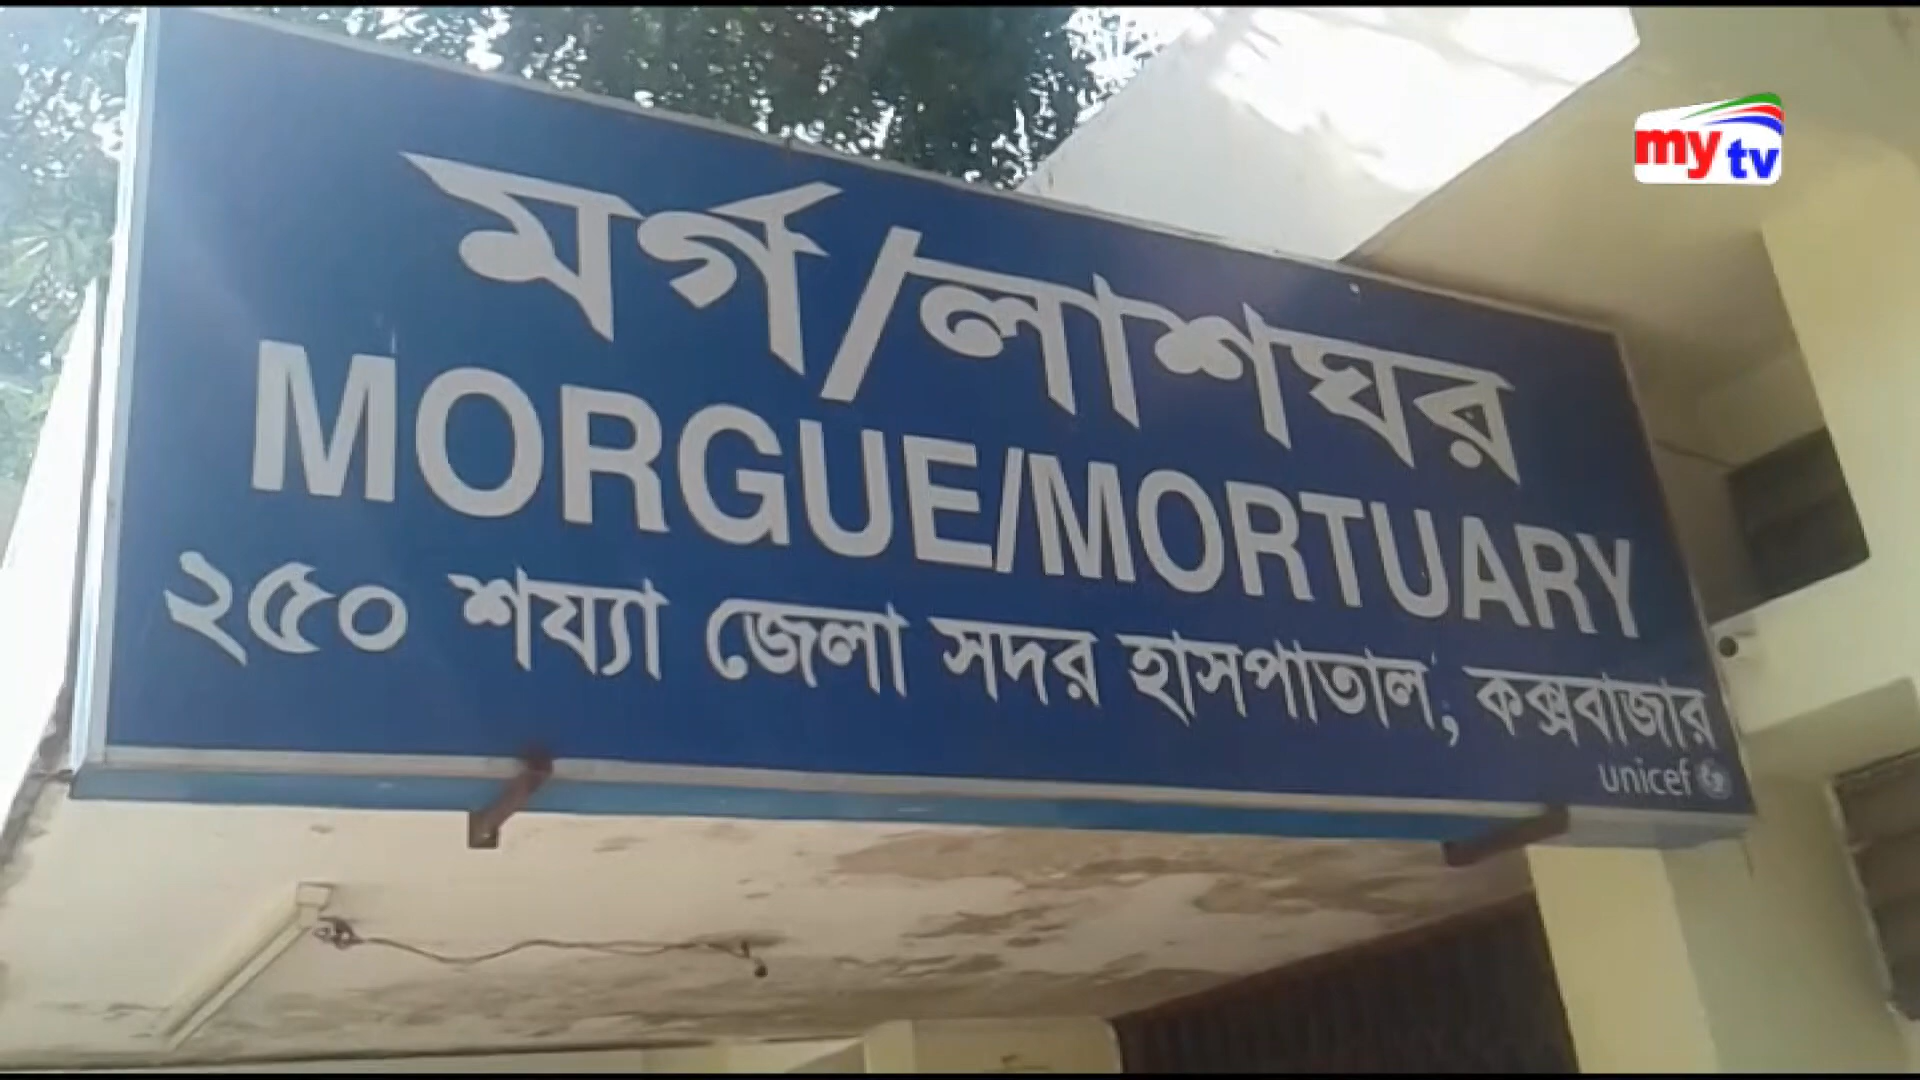 my tv
মর্গ/লাশঘর
MORGUE/MORTUARY
২৫০ শয্যা জেলা সদর হাসপাতাল, কক্সবাজার
unicef